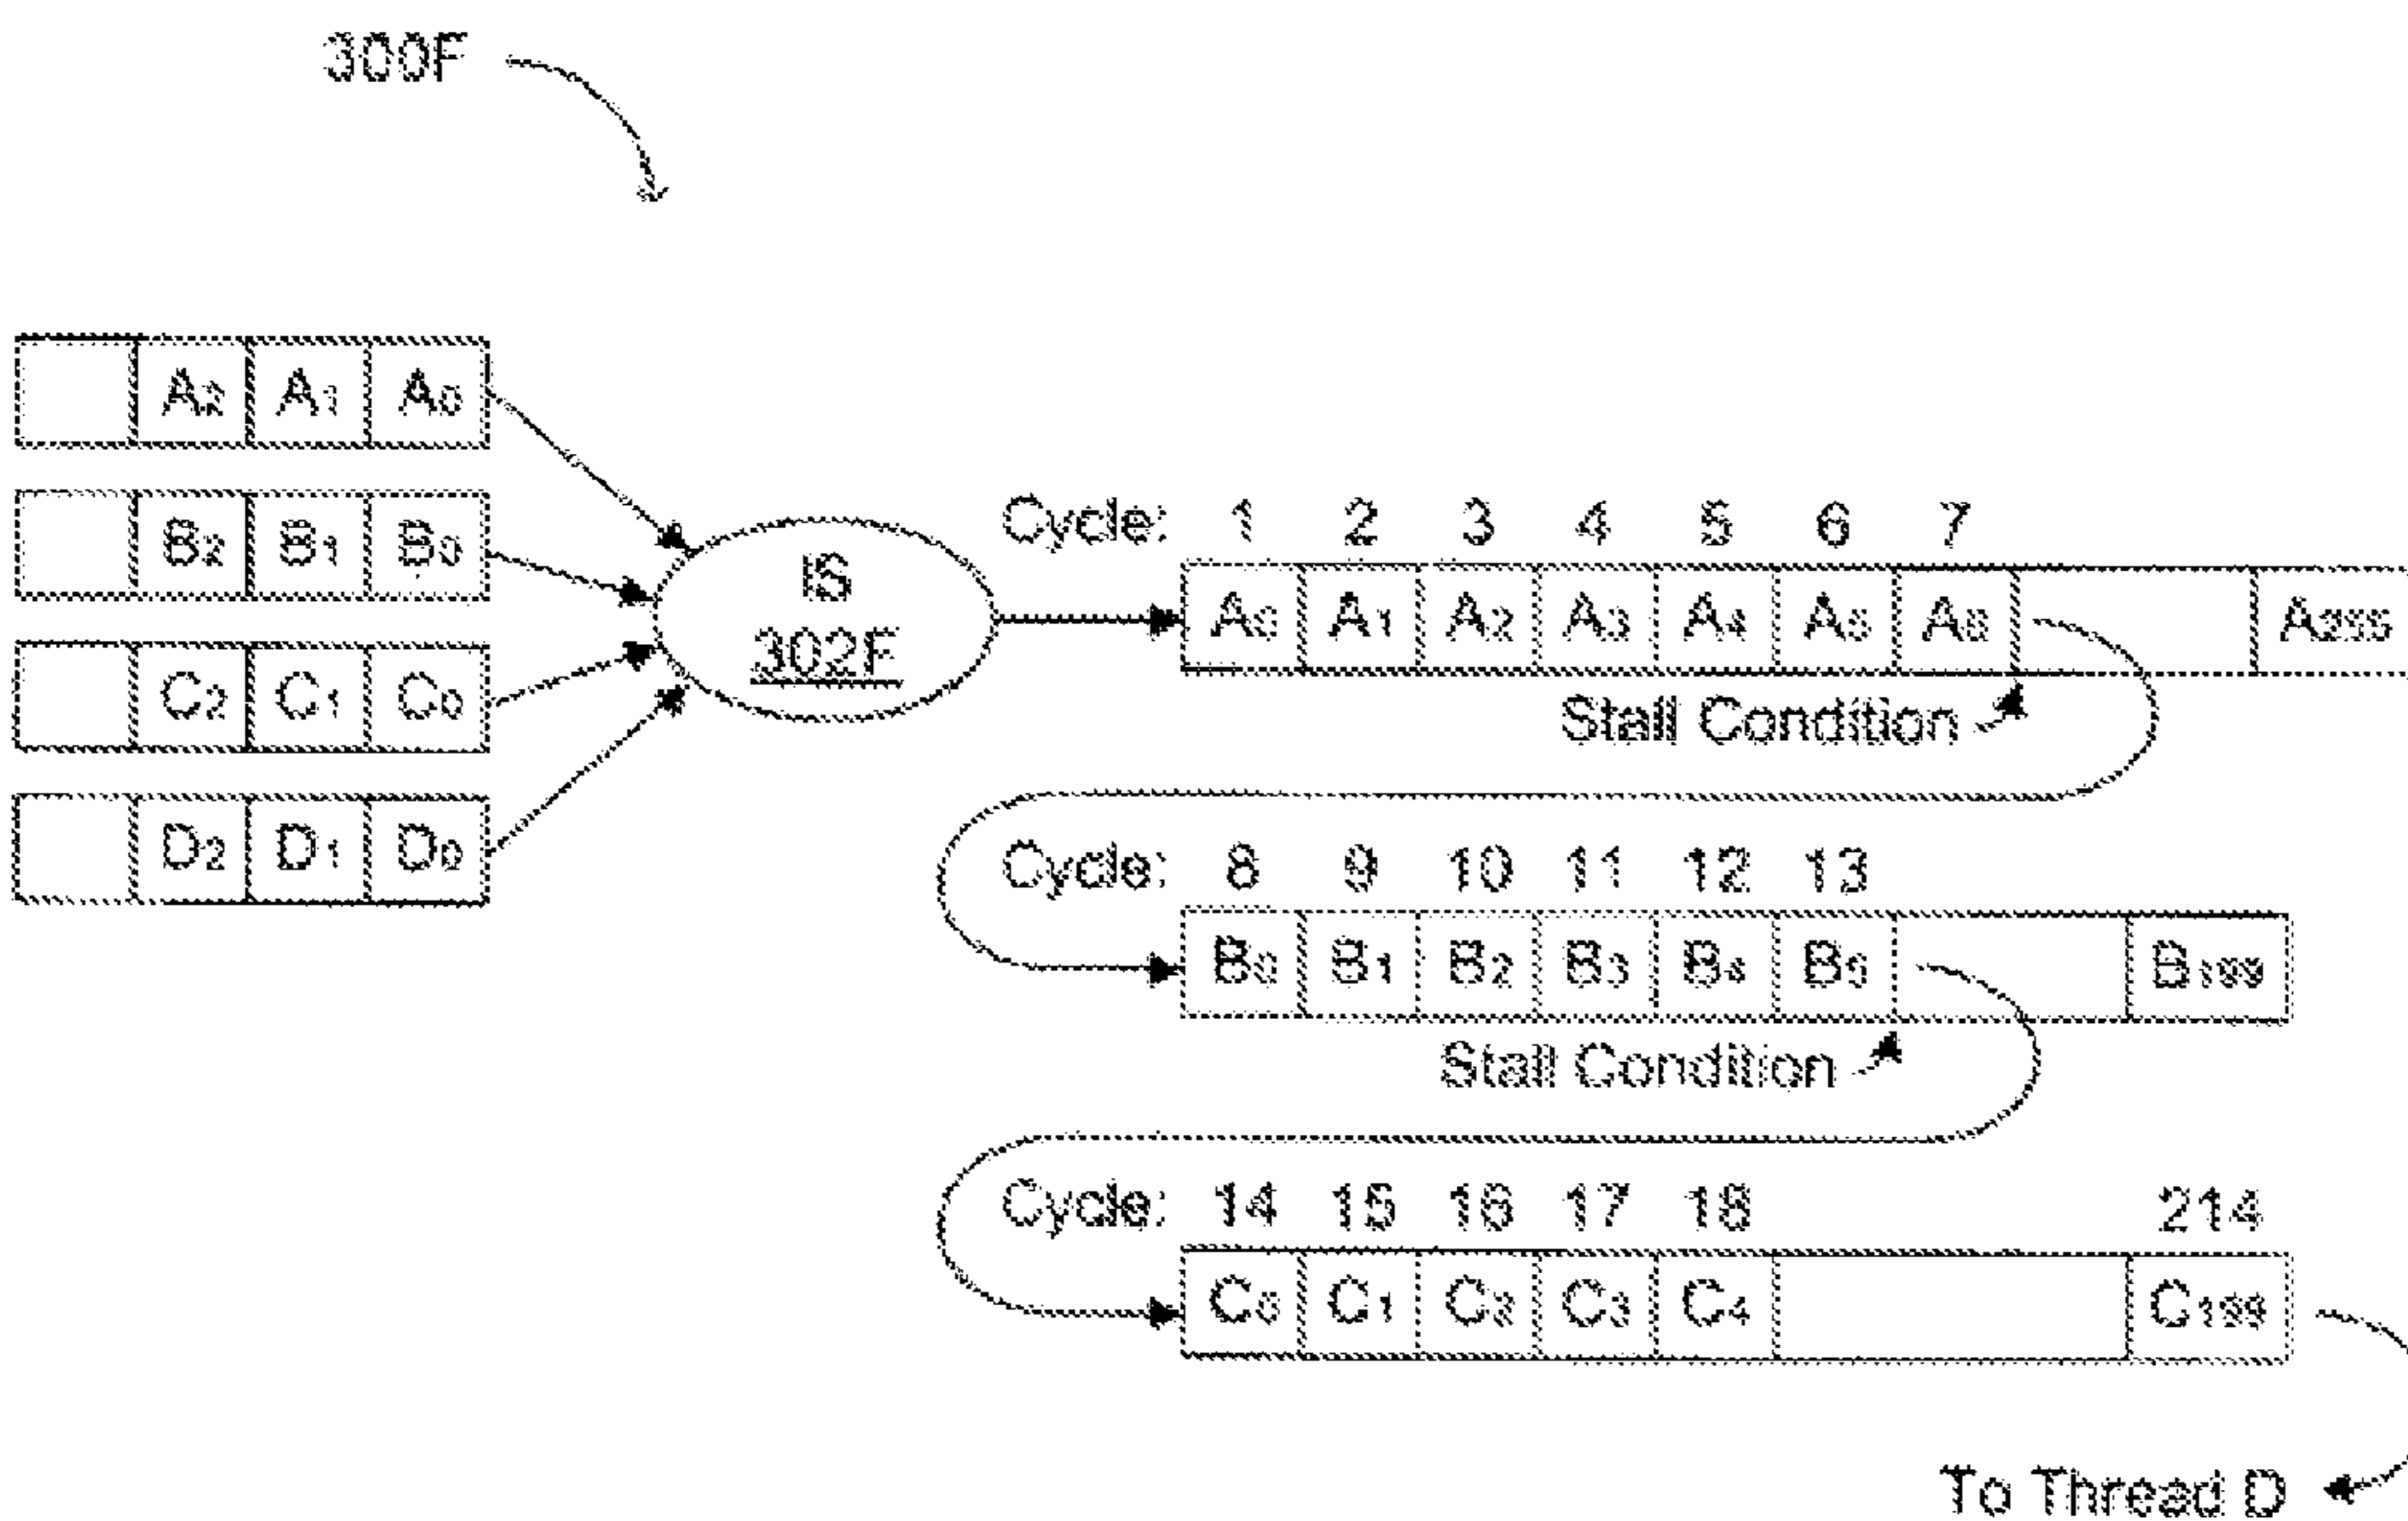 300F
A2 A1 A0
B2 B1 B0
C2 C1 C0
D2 D1 D0
IS
302F
Cycle: 1 2 3 4 5 6 7
A0 A1 A2 A3 A4 A5 A6 A255
Stall Condition
Cycle: 8 9 10 11 12 13
B0 B1 B2 B3 B4 B5 B199
Stall Condition
Cycle: 14 15 16 17 18 214
C0 C1 C2 C3 C4 C199
To Thread D